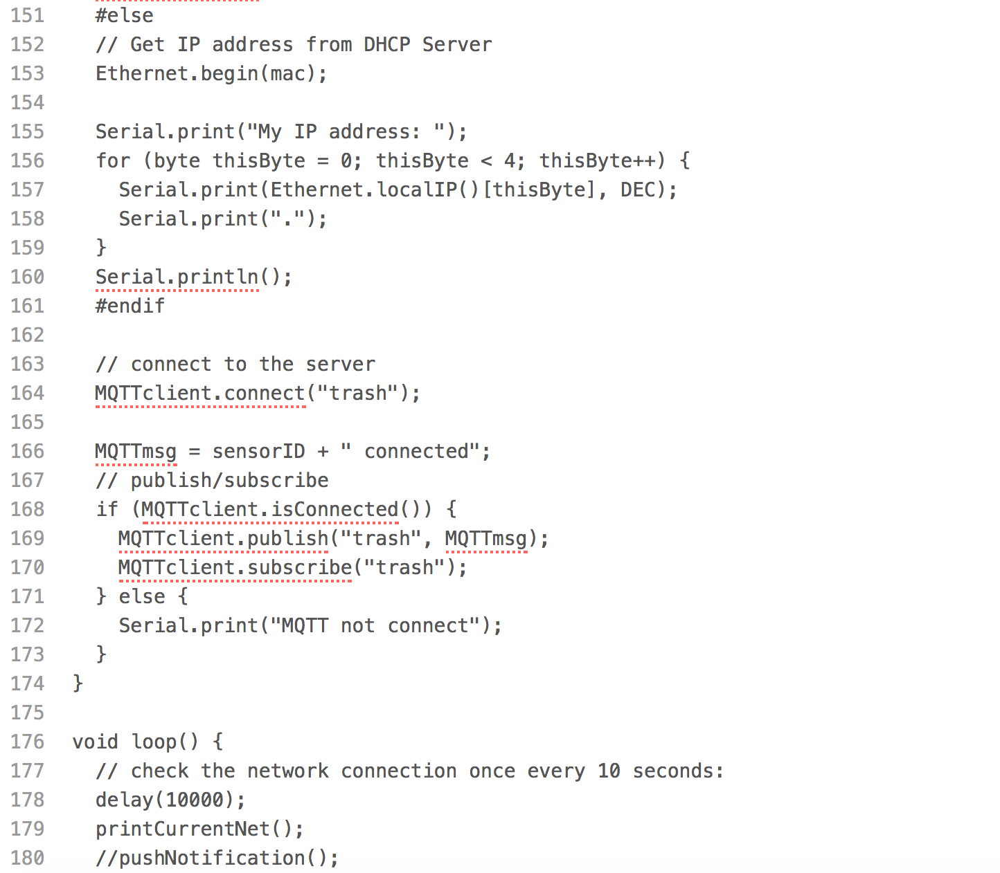 151 #else
152 // Get IP address from DHCP Server
153 Ethernet.begin(mac);
154
155 Serial.print("My IP address: ");
156 for (byte thisByte = 0; thisByte < 4; thisByte++) {
157 Serial.print(Ethernet.localIP()[thisByte], DEC);
158 Serial.print(".");
159 }
160 Serial.println();
161 #endif
162
163 // connect to the server
164 MQTTclient.connect("trash");
165
166 MQTTmsg = sensorID + " connected";
167 // publish/subscribe
168 if (MQTTclient.isConnected()) {
169 MQTTclient.publish("trash", MQTTmsg);
170 MQTTclient.subscribe("trash");
171 } else {
172 Serial.print("MQTT not connect");
173 }
174 }
175
176 void loop() {
177 // check the network connection once every 10 seconds:
178 delay(10000);
179 printCurrentNet();
180 //pushNotification();